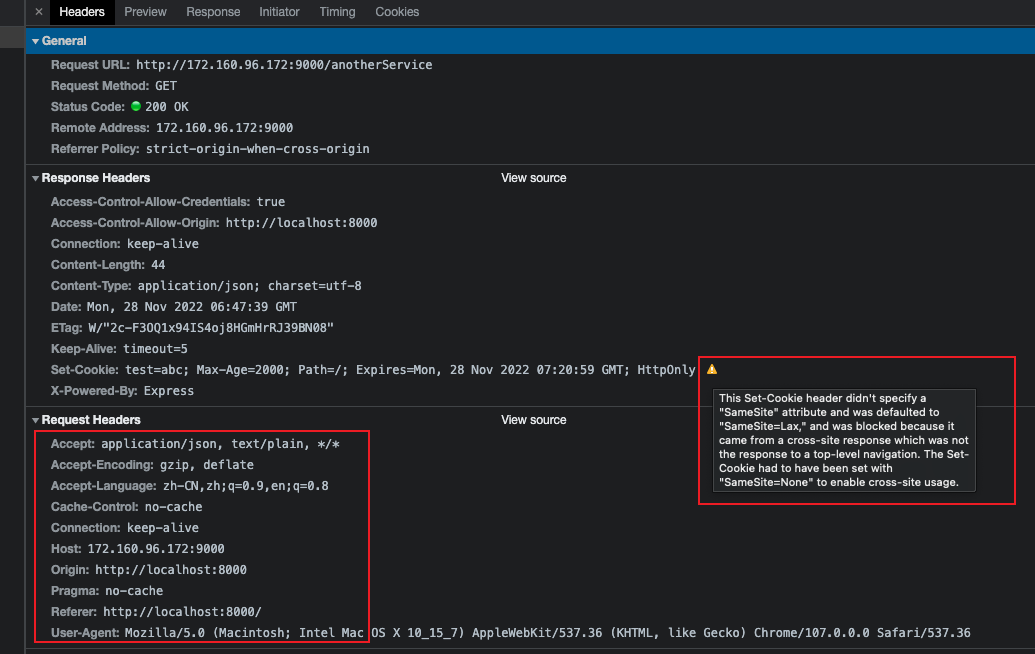 × Headers Preview Response Initiator Timing Cookies
▼ General
Request URL: http://172.160.96.172:9000/anotherService
Request Method: GET
Status Code: 200 OK
Remote Address: 172.160.96.172:9000
Referrer Policy: strict-origin-when-cross-origin
▼ Response Headers View source
Access-Control-Allow-Credentials: true
Access-Control-Allow-Origin: http://localhost:8000
Connection: keep-alive
Content-Length: 44
Content-Type: application/json; charset=utf-8
Date: Mon, 28 Nov 2022 06:47:39 GMT
ETag: W/"2c-F3OQ1x94IS4oj8HGmHrRJ39BN08"
Keep-Alive: timeout=5
Set-Cookie: test=abc; Max-Age=2000; Path=/; Expires=Mon, 28 Nov 2022 07:20:59 GMT; HttpOnly
X-Powered-By: Express
This Set-Cookie header didn't specify a
"SameSite" attribute and was defaulted to
"SameSite=Lax," and was blocked because it
came from a cross-site response which was not
the response to a top-level navigation. The Set-
Cookie had to have been set with
"SameSite=None" to enable cross-site usage.
▼ Request Headers View source
Accept: application/json, text/plain, */*
Accept-Encoding: gzip, deflate
Accept-Language: zh-CN,zh;q=0.9,en;q=0.8
Cache-Control: no-cache
Connection: keep-alive
Host: 172.160.96.172:9000
Origin: http://localhost:8000
Pragma: no-cache
Referer: http://localhost:8000/
User-Agent: Mozilla/5.0 (Macintosh; Intel Mac OS X 10_15_7) AppleWebKit/537.36 (KHTML, like Gecko) Chrome/107.0.0.0 Safari/537.36